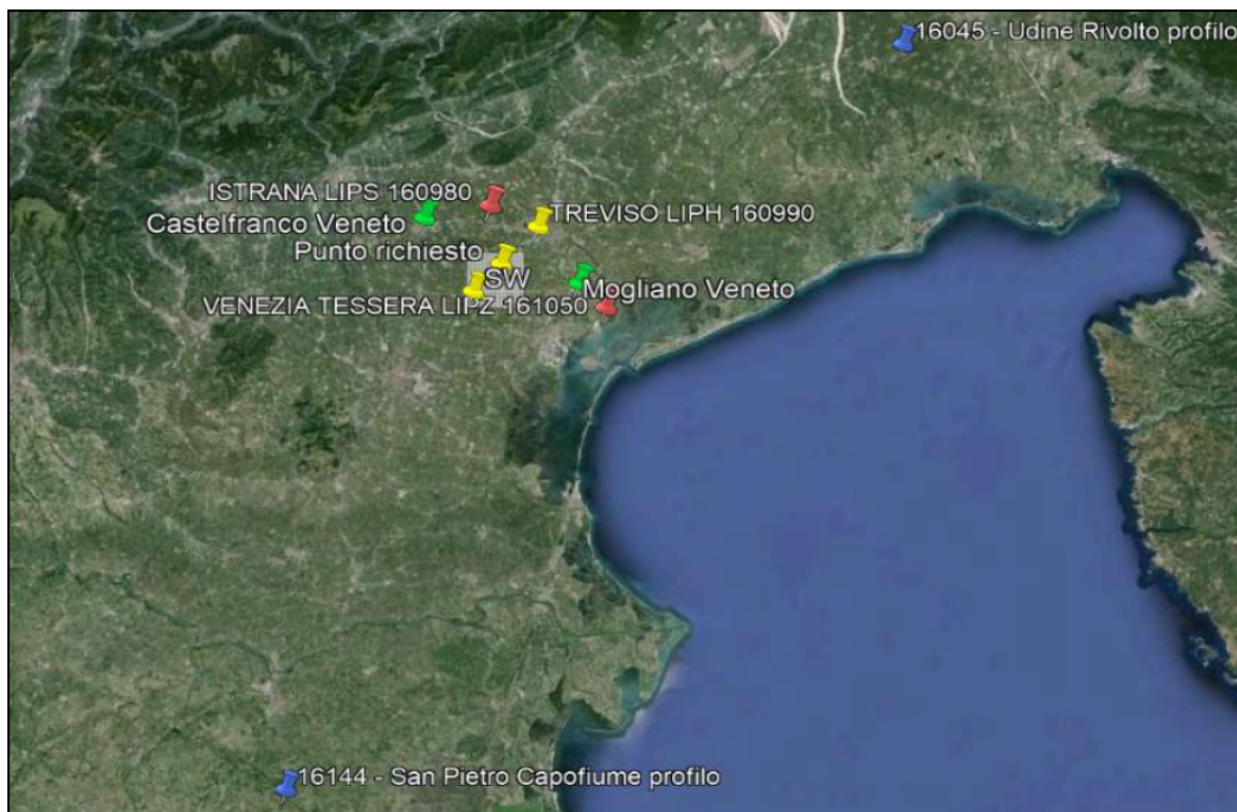 16045 - Udine Rivolto profilo
ISTRANA LIPS 160980
TREVISO LIPH 160990
Castelfranco Veneto
Punto richiesto
SW
Mogliano Veneto
VENEZIA TESSERA LIPZ 161050
16144 - San Pietro Capofiume profilo